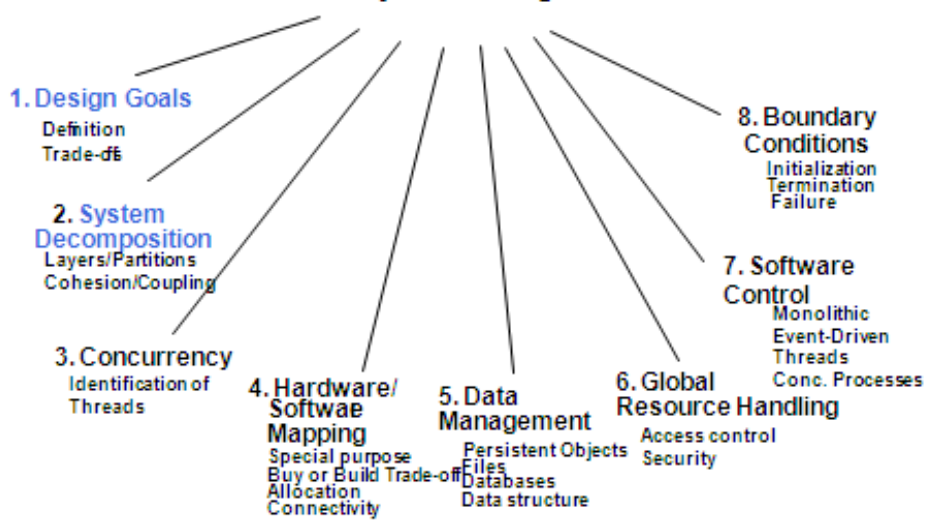 1. Design Goals
Definition
Trade-offs
2. System
Decomposition
Layers/Partitions
Cohesion/Coupling
3. Concurrency
Identification of
Threads
4. Hardware/
Software
Mapping
Special purpose
Buy or Build Trade-off
Allocation
Connectivity
5. Data
Management
Persistent Objects
Files
Databases
Data structure
6. Global
Resource Handling
Access control
Security
7. Software
Control
Monolithic
Event-Driven
Threads
Conc. Processes
8. Boundary
Conditions
Initialization
Termination
Failure